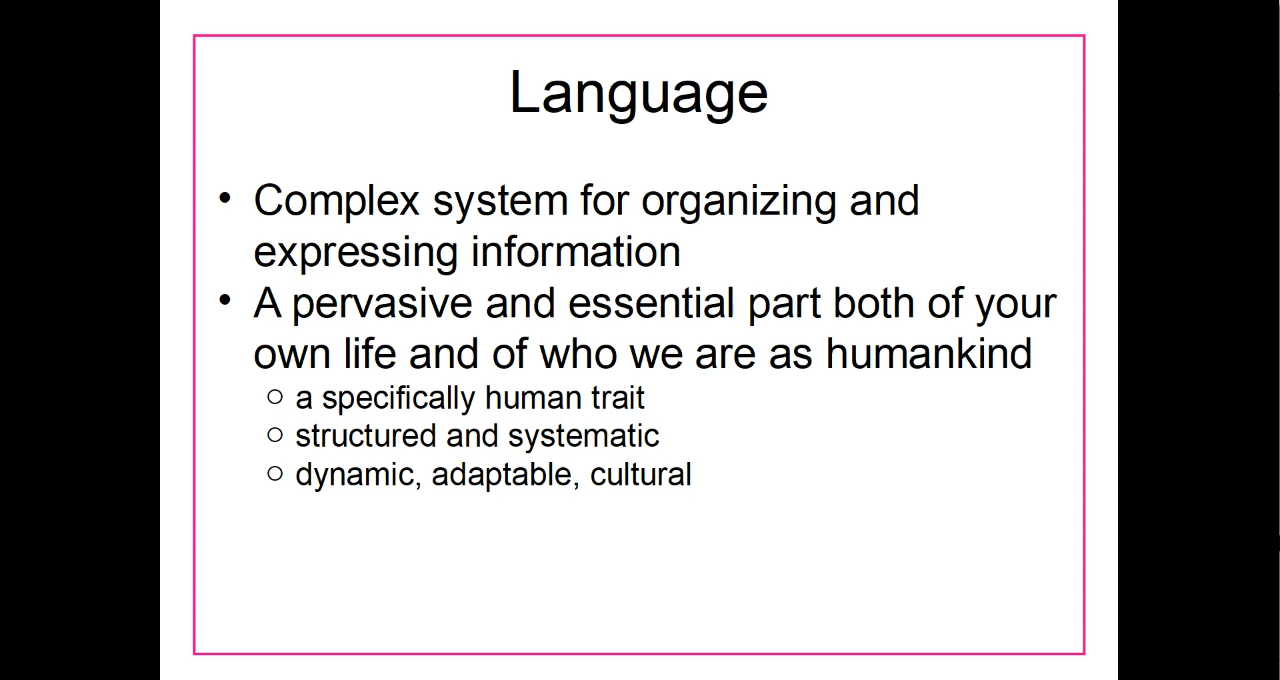 Language
• Complex system for organizing and
expressing information
• A pervasive and essential part both of your
own life and of who we are as humankind
○ a specifically human trait
○ structured and systematic
○ dynamic, adaptable, cultural